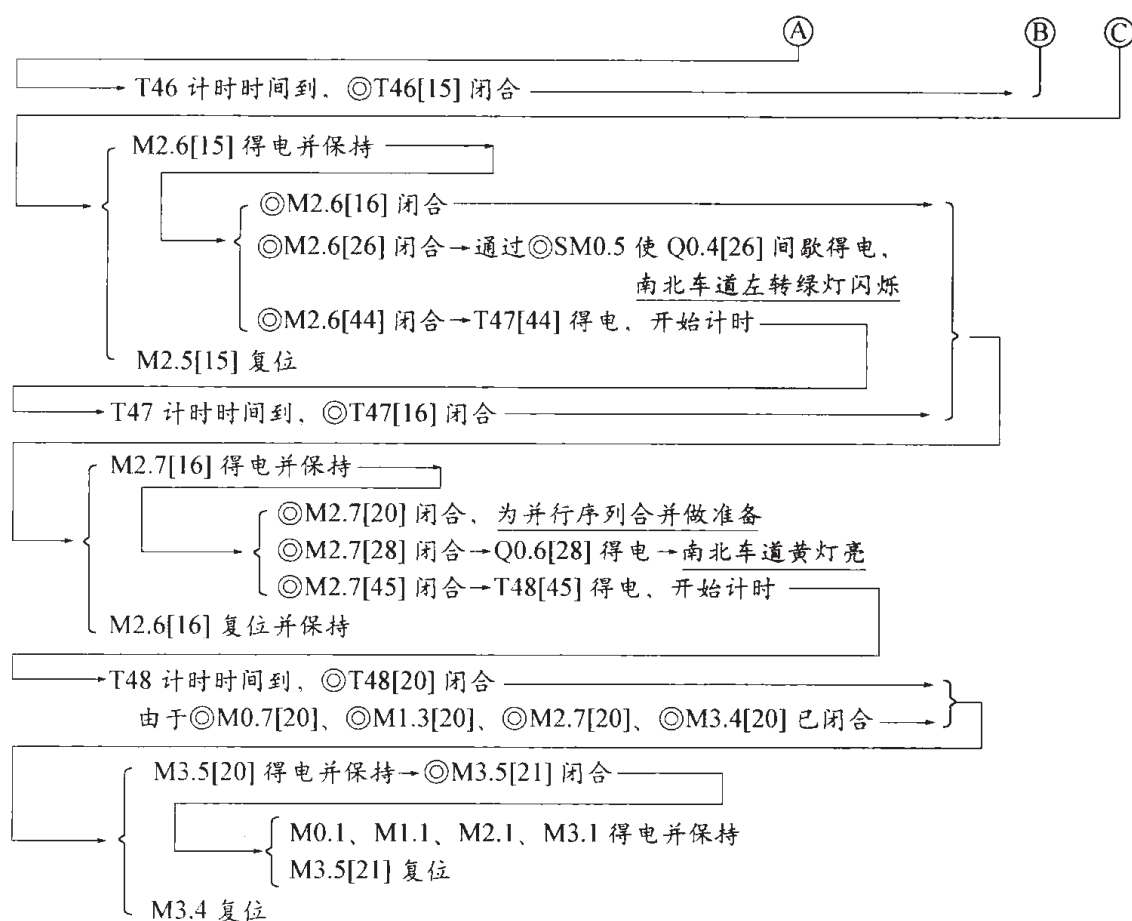 Ⓐ Ⓑ Ⓒ
T46 计时时间到，◎T46[15] 闭合
M2.6[15] 得电并保持
◎M2.6[16] 闭合
◎M2.6[26] 闭合→通过◎SM0.5 使 Q0.4[26] 间歇得电，
南北车道左转绿灯闪烁
◎M2.6[44] 闭合→T47[44] 得电、开始计时
M2.5[15] 复位
T47 计时时间到，◎T47[16] 闭合
M2.7[16] 得电并保持
◎M2.7[20] 闭合、为并行序列合并做准备
◎M2.7[28] 闭合→Q0.6[28] 得电→南北车道黄灯亮
◎M2.7[45] 闭合→T48[45] 得电、开始计时
M2.6[16] 复位并保持
T48 计时时间到，◎T48[20] 闭合
由于◎M0.7[20]、◎M1.3[20]、◎M2.7[20]、◎M3.4[20] 已闭合
M3.5[20] 得电并保持→◎M3.5[21] 闭合
M0.1、M1.1、M2.1、M3.1 得电并保持
M3.5[21] 复位
M3.4 复位